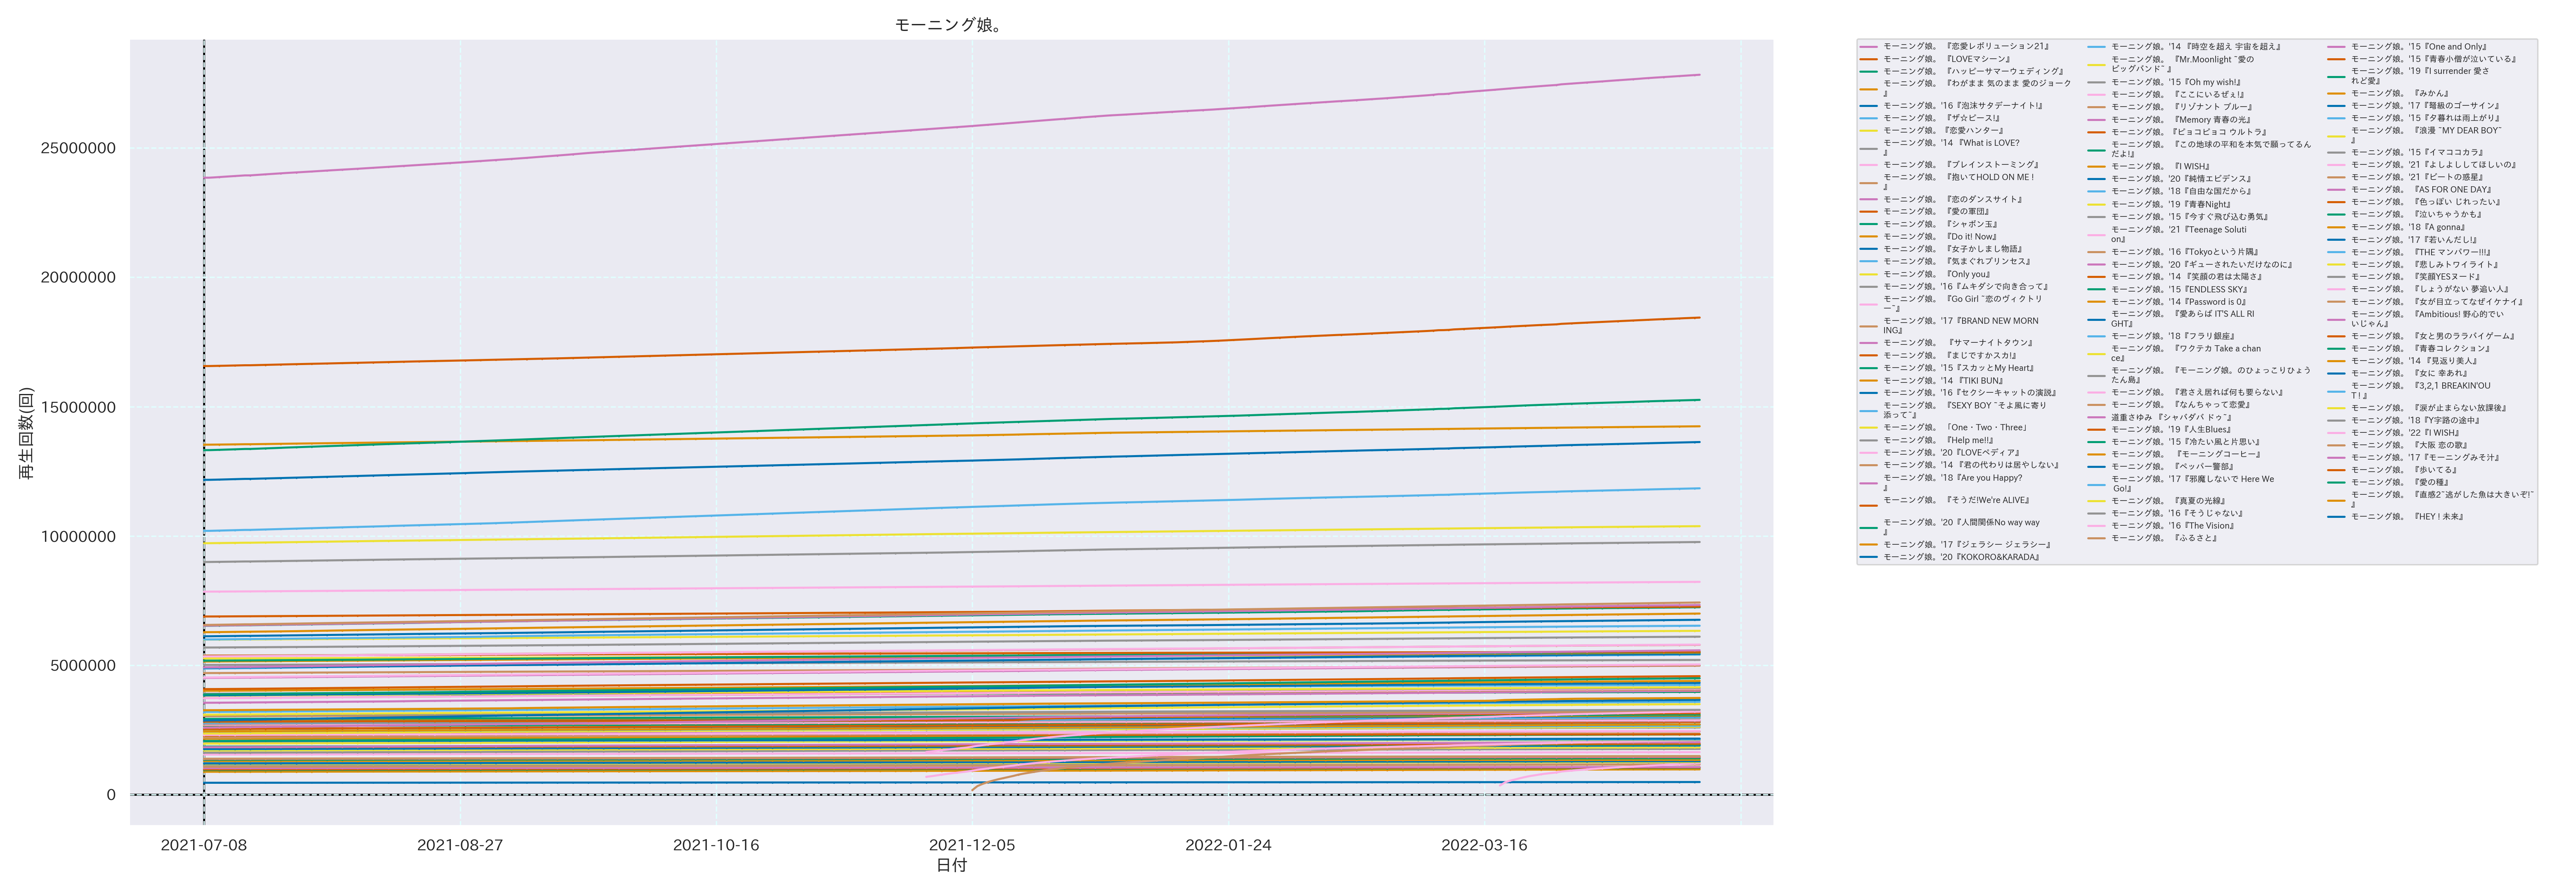 モーニング娘。
再生回数(回)
25000000
20000000
15000000
10000000
5000000
0
2021-07-08
2021-08-27
2021-10-16
2021-12-05
2022-01-24
2022-03-16
日付
モーニング娘。 『恋愛レボリューション21』
モーニング娘。 『LOVEマシーン』
モーニング娘。 『ハッピーサマーウェディング』
モーニング娘。 『わがまま 気のまま 愛のジョーク
』
モーニング娘。'16『泡沫サタデーナイト!』
モーニング娘。 『ザ☆ピース!』
モーニング娘。 『恋愛ハンター』
モーニング娘。'14 『What is LOVE?
』
モーニング娘。 『ブレインストーミング』
モーニング娘。 『抱いてHOLD ON ME !
』
モーニング娘。 『恋のダンスサイト』
モーニング娘。 『愛の軍団』
モーニング娘。 『シャボン玉』
モーニング娘。 『Do it! Now』
モーニング娘。 『女子かしまし物語』
モーニング娘。 『気まぐれプリンセス』
モーニング娘。 『Only you』
モーニング娘。'16『ムキダシで向き合って』
モーニング娘。 『Go Girl ~恋のヴィクトリ
ー~』
モーニング娘。'17『BRAND NEW MORN
ING』
モーニング娘。 『サマーナイトタウン』
モーニング娘。 『まじですかスカ!』
モーニング娘。'15『スカッとMy Heart』
モーニング娘。'14 『TIKI BUN』
モーニング娘。'16『セクシーキャットの演説』
モーニング娘。 『SEXY BOY ~そよ風に寄り
添って~』
モーニング娘。 「One・Two・Three」
モーニング娘。 『Help me!!』
モーニング娘。'20『LOVEペディア』
モーニング娘。'14 『君の代わりは居やしない』
モーニング娘。'18『Are you Happy?
』
モーニング娘。 『そうだ!We're ALIVE』
モーニング娘。'20『人間関係No way way
』
モーニング娘。'17『ジェラシー ジェラシー』
モーニング娘。'20『KOKORO&KARADA』
モーニング娘。'14 『時空を超え 宇宙を超え』
モーニング娘。 『Mr.Moonlight ~愛の
ビッグバンド~ 』
モーニング娘。'15『Oh my wish!』
モーニング娘。 『ここにいるぜぇ!』
モーニング娘。 『リゾナント ブルー』
モーニング娘。 『Memory 青春の光』
モーニング娘。 『ピョコピョコ ウルトラ』
モーニング娘。 『この地球の平和を本気で願ってるん
だよ!』
モーニング娘。 『I WISH』
モーニング娘。'20『純情エビデンス』
モーニング娘。'18『自由な国だから』
モーニング娘。'19『青春Night』
モーニング娘。'15『今すぐ飛び込む勇気』
モーニング娘。'21『Teenage Soluti
on』
モーニング娘。'16『Tokyoという片隅』
モーニング娘。'20『ギューされたいだけなのに』
モーニング娘。'14 『笑顔の君は太陽さ』
モーニング娘。'15『ENDLESS SKY』
モーニング娘。'14『Password is 0』
モーニング娘。 『愛あらば IT'S ALL RI
GHT』
モーニング娘。'18『フラリ銀座』
モーニング娘。 『ワクテカ Take a chan
ce』
モーニング娘。 『モーニング娘。のひょっこりひょう
たん島』
モーニング娘。 『君さえ居れば何も要らない』
モーニング娘。 『なんちゃって恋愛』
道重さゆみ 『シャバダバ ドゥ~』
モーニング娘。'19『人生Blues』
モーニング娘。'15『冷たい風と片思い』
モーニング娘。 『モーニングコーヒー』
モーニング娘。 『ペッパー警部』
モーニング娘。'17『邪魔しないで Here We
Go!』
モーニング娘。 『真夏の光線』
モーニング娘。'16『そうじゃない』
モーニング娘。'16『The Vision』
モーニング娘。 『ふるさと』
モーニング娘。'15『One and Only』
モーニング娘。'15『青春小僧が泣いている』
モーニング娘。'19『I surrender 愛さ
れど愛』
モーニング娘。 『みかん』
モーニング娘。'17『弩級のゴーサイン』
モーニング娘。'15『夕暮れは雨上がり』
モーニング娘。 『浪漫 ~MY DEAR BOY~
』
モーニング娘。'15『イマココカラ』
モーニング娘。'21『よしよししてほしいの』
モーニング娘。'21『ビートの惑星』
モーニング娘。 『AS FOR ONE DAY』
モーニング娘。 『色っぽい じれったい』
モーニング娘。 『泣いちゃうかも』
モーニング娘。'18『A gonna』
モーニング娘。'17『若いんだし!』
モーニング娘。 『THE マンパワー!!!』
モーニング娘。 『悲しみトワイライト』
モーニング娘。 『笑顔YESヌード』
モーニング娘。 『しょうがない 夢追い人』
モーニング娘。 『女が目立ってなぜイケナイ』
モーニング娘。 『Ambitious! 野心的でい
いじゃん』
モーニング娘。 『女と男のララバイゲーム』
モーニング娘。 『青春コレクション』
モーニング娘。'14 『見返り美人』
モーニング娘。 『女に 幸あれ』
モーニング娘。 『3,2,1 BREAKIN'OU
T ! 』
モーニング娘。 『涙が止まらない放課後』
モーニング娘。'18『Y字路の途中』
モーニング娘。'22『I WISH』
モーニング娘。 『大阪 恋の歌』
モーニング娘。'17『モーニングみそ汁』
モーニング娘。 『歩いてる』
モーニング娘。 『愛の種』
モーニング娘。 『直感2~逃がした魚は大きいぞ!~
』
モーニング娘。 『HEY ! 未来』